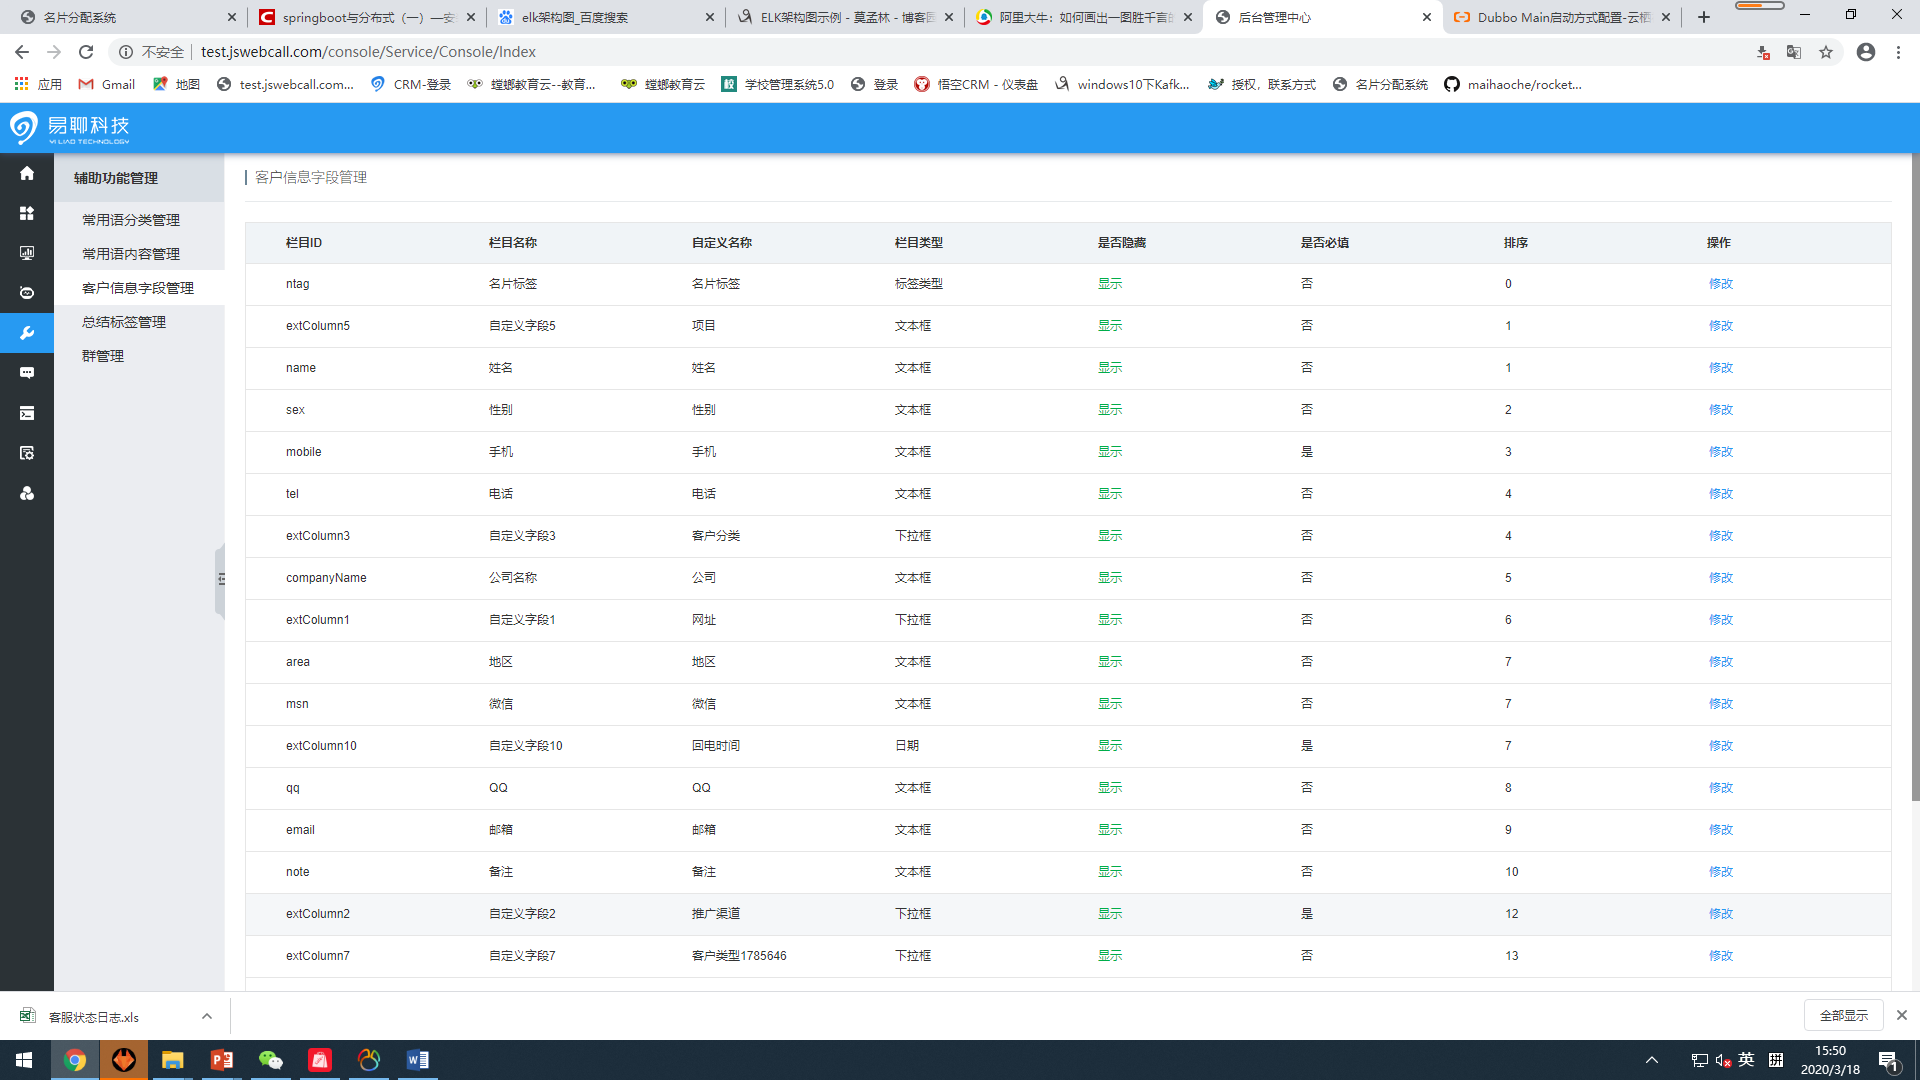 名片分配系统
springboot与分布式（一）—安
elk架构图_百度搜索
ELK架构图示例 - 莫孟林 - 博客园
阿里大牛：如何画出一图胜千言的
后台管理中心
Dubbo Main启动方式配置-云栖
不安全
test.jswebcall.com/console/Service/Console/Index
应用
Gmail
地图
test.jswebcall.com...
CRM-登录
螳螂教育云--教育...
螳螂教育云
学校管理系统5.0
登录
悟空CRM - 仪表盘
windows10下Kafk...
授权，联系方式
名片分配系统
maihaoche/rocket...
易聊科技
YI LIAO TECHNOLOGY
辅助功能管理
常用语分类管理
常用语内容管理
客户信息字段管理
总结标签管理
群管理
客户信息字段管理
栏目ID 栏目名称 自定义名称 栏目类型 是否隐藏 是否必填 排序 操作
ntag 名片标签 名片标签 标签类型 显示 否 0 修改
extColumn5 自定义字段5 项目 文本框 显示 否 1 修改
name 姓名 姓名 文本框 显示 否 1 修改
sex 性别 性别 文本框 显示 否 2 修改
mobile 手机 手机 文本框 显示 是 3 修改
tel 电话 电话 文本框 显示 否 4 修改
extColumn3 自定义字段3 客户分类 下拉框 显示 否 4 修改
companyName 公司名称 公司 文本框 显示 否 5 修改
extColumn1 自定义字段1 网址 下拉框 显示 否 6 修改
area 地区 地区 文本框 显示 否 7 修改
msn 微信 微信 文本框 显示 否 7 修改
extColumn10 自定义字段10 回电时间 日期 显示 是 7 修改
qq QQ QQ 文本框 显示 否 8 修改
email 邮箱 邮箱 文本框 显示 否 9 修改
note 备注 备注 文本框 显示 否 10 修改
extColumn2 自定义字段2 推广渠道 下拉框 显示 是 12 修改
extColumn7 自定义字段7 客户类型1785646 下拉框 显示 否 13 修改
客服状态日志.xls
全部显示
英
拼
15:50
2020/3/18
1